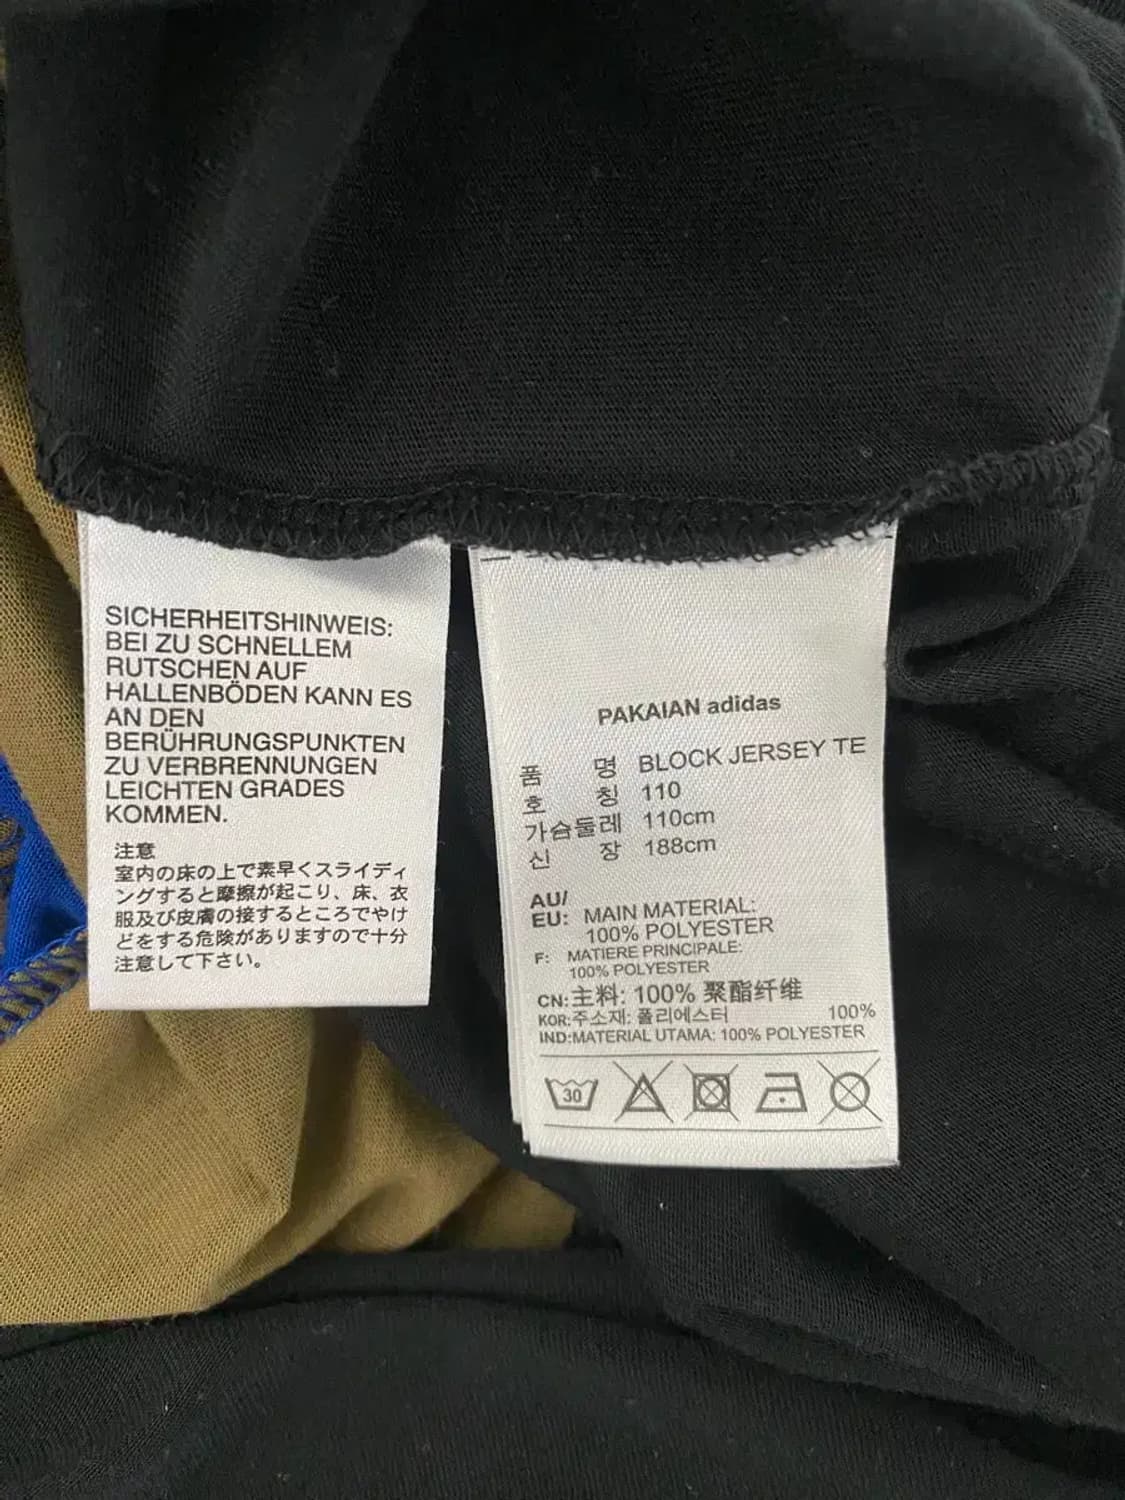 SICHERHEITSHINWEIS:
BEI ZU SCHNELLEM
RUTSCHEN AUF
HALLENBÖDEN KANN ES
AN DEN
BERÜHRUNGSPUNKTEN
ZU VERBRENNUNGEN
LEICHTEN GRADES
KOMMEN.
注意
室内の床の上で素早くスライディ
ングすると摩擦が起こり、床、衣
服及び皮膚の接するところでやけ
どをする危険がありますので十分
注意して下さい。
PAKAIAN adidas
품 명 BLOCK JERSEY TE
호 칭 110
가슴둘레 110cm
신 장 188cm
AU/
EU: MAIN MATERIAL:
100% POLYESTER
F: MATIERE PRINCIPALE:
100% POLYESTER
CN:主料: 100% 聚酯纤维
KOR:주소재: 폴리에스터 100%
IND:MATERIAL UTAMA: 100% POLYESTER
30